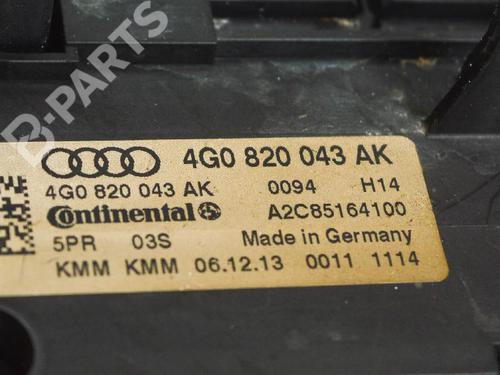 B-PARTS
4G0 820 043 AK
4G0 820 043 AK 0094 H14
Continental A2C85164100
5PR 03S Made in Germany
KMM KMM 06.12.13 0011 1114